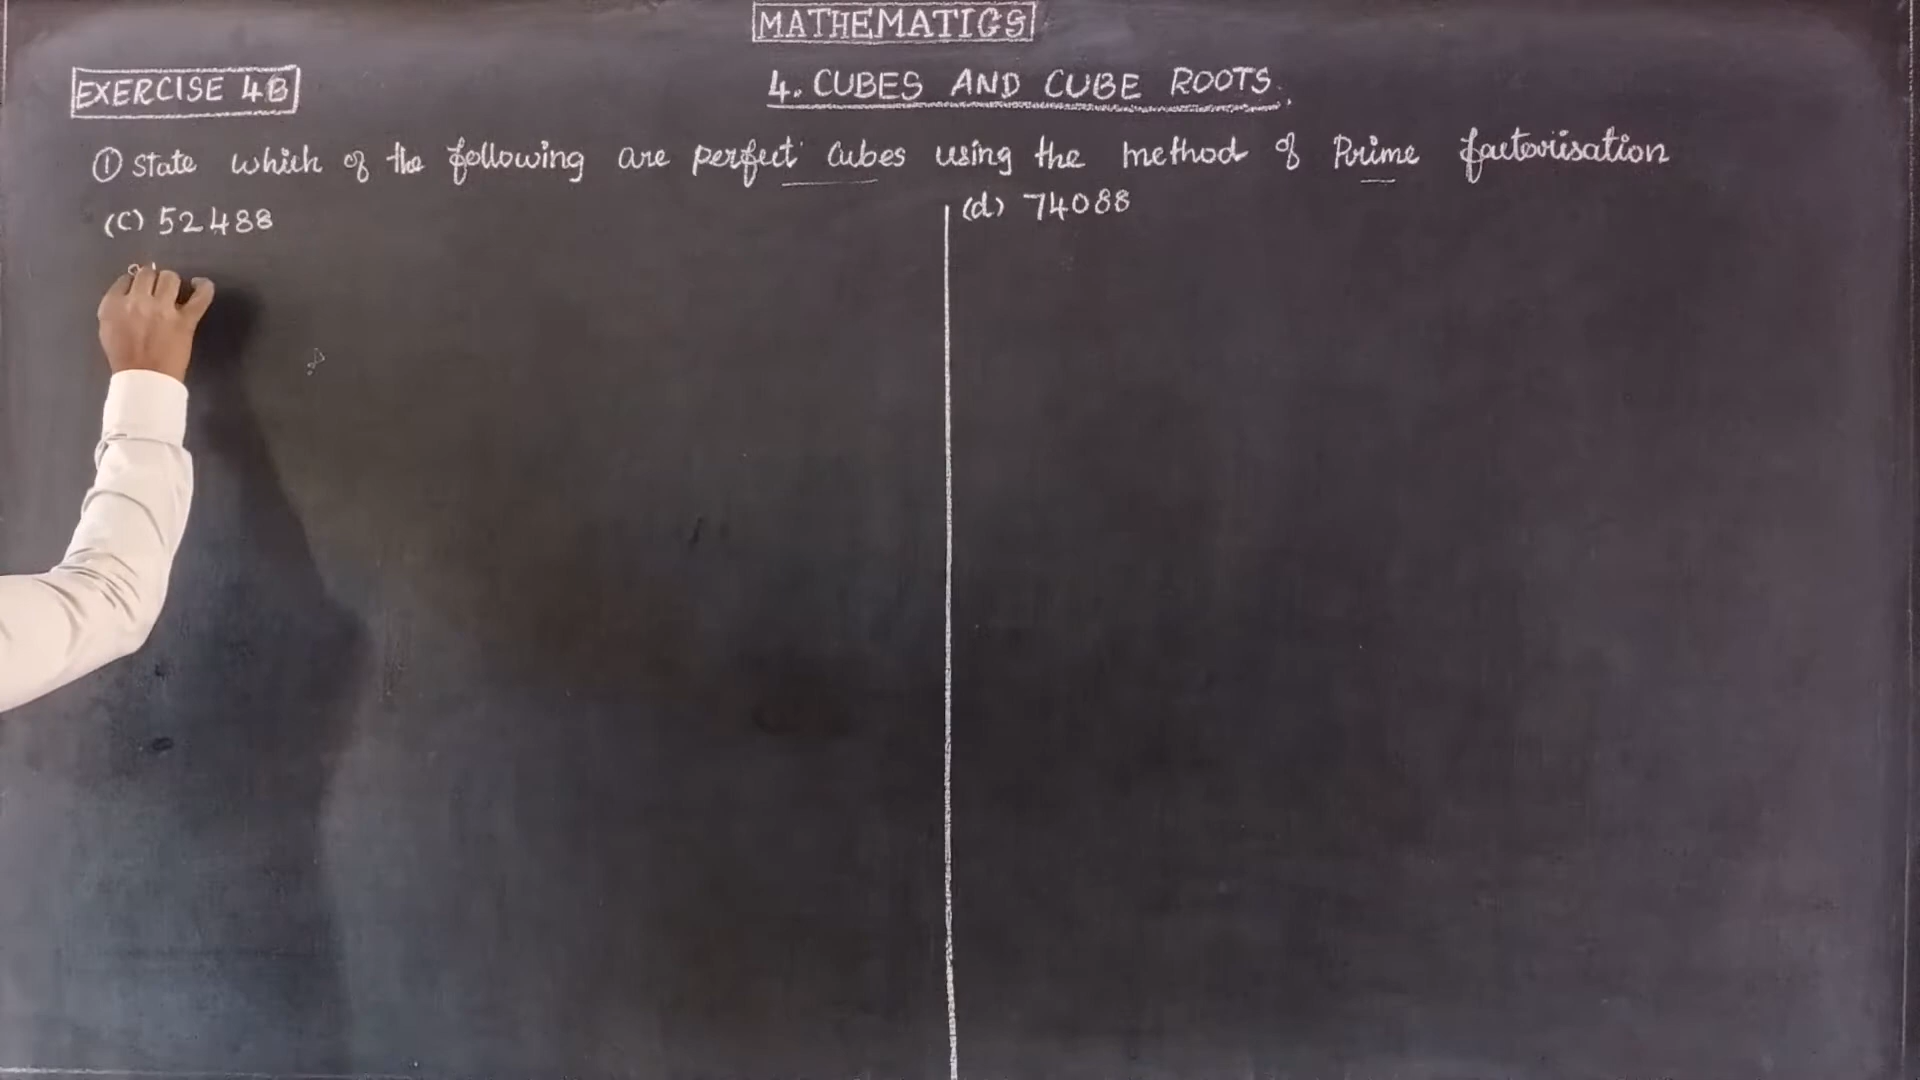 MATHEMATICS
EXERCISE 4B
4. CUBES AND CUBE ROOTS.
① State which of the following are perfect cubes using the method of Prime factorisation
(C) 52488
(d) 74088